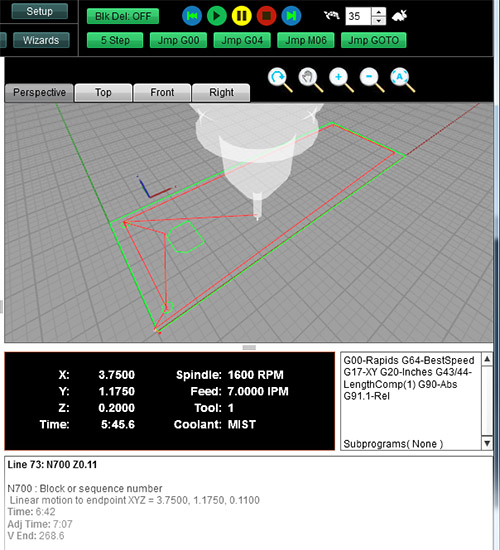 Setup
Blk Del: OFF
35
Wizards
5 Step
Jmp G00
Jmp G04
Jmp M06
Jmp GOTO
Perspective
Top
Front
Right
A
X: 3.7500 Spindle: 1600 RPM
Y: 1.1750 Feed: 7.0000 IPM
Z: 0.2000 Tool: 1
Time: 5:45.6 Coolant: MIST
G00-Rapids G64-BestSpeed
G17-XY G20-Inches G43/44-
LengthComp(1) G90-Abs
G91.1-Rel
Subprograms( None )
Line 73: N700 Z0.11
N700 : Block or sequence number
Linear motion to endpoint XYZ = 3.7500, 1.1750, 0.1100
Time: 6:42
Adj Time: 7:07
V End: 268.6